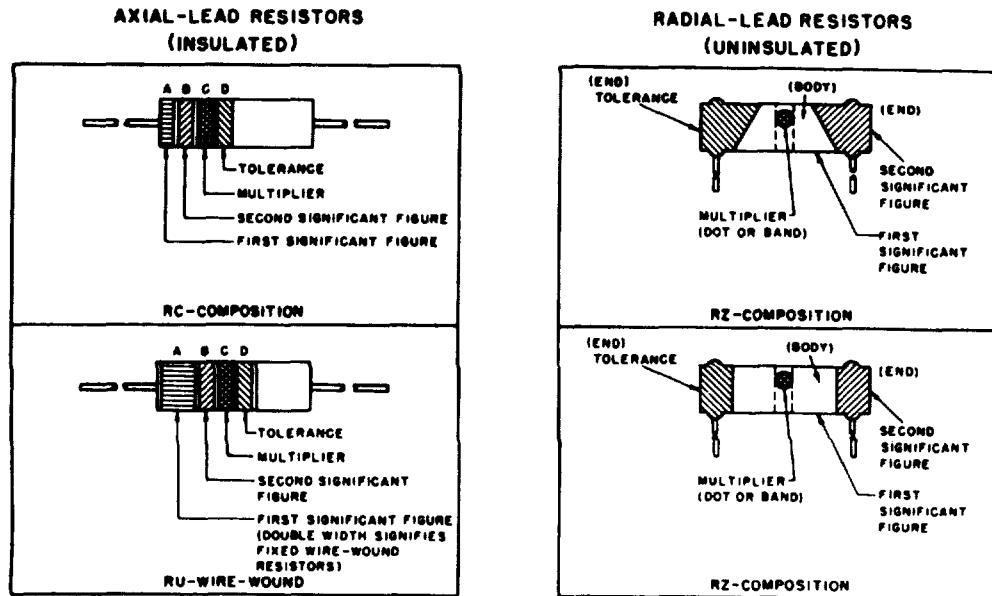 AXIAL-LEAD RESISTORS
(INSULATED)
A B C D
TOLERANCE
MULTIPLIER
SECOND SIGNIFICANT FIGURE
FIRST SIGNIFICANT FIGURE
RC-COMPOSITION
A B C D
TOLERANCE
MULTIPLIER
SECOND SIGNIFICANT
FIGURE
FIRST SIGNIFICANT FIGURE
(DOUBLE WIDTH SIGNIFIES
FIXED WIRE-WOUND
RESISTORS)
RU-WIRE-WOUND
RADIAL-LEAD RESISTORS
(UNINSULATED)
(END)
TOLERANCE
(BODY)
(END)
SECOND
SIGNIFICANT
FIGURE
MULTIPLIER
(DOT OR BAND)
FIRST
SIGNIFICANT
FIGURE
RZ-COMPOSITION
(END)
TOLERANCE
(BODY)
(END)
SECOND
SIGNIFICANT
FIGURE
MULTIPLIER
(DOT OR BAND)
FIRST
SIGNIFICANT
FIGURE
RZ-COMPOSITION